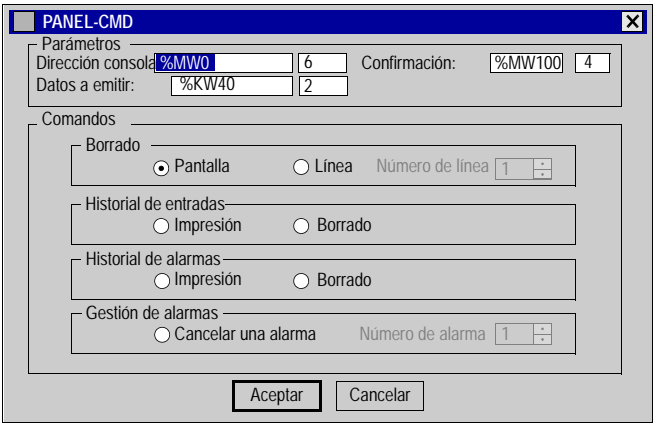 PANEL-CMD
Parámetros
Dirección consola %MW0 6 Confirmación: %MW100 4
Datos a emitir: %KW40 2
Comandos
Borrado
Pantalla Línea Número de línea 1
Historial de entradas
Impresión Borrado
Historial de alarmas
Impresión Borrado
Gestión de alarmas
Cancelar una alarma Número de alarma 1
Aceptar Cancelar